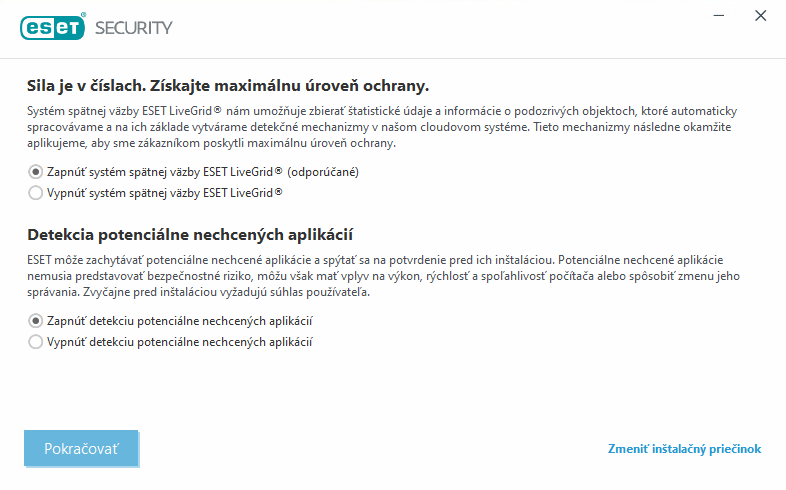 eset® SECURITY
Sila je v číslach. Získajte maximálnu úroveň ochrany.
Systém spätnej väzby ESET LiveGrid® nám umožňuje zbierať štatistické údaje a informácie o podozrivých objektoch, ktoré automaticky
spracovávame a na ich základe vytvárame detekčné mechanizmy v našom cloudovom systéme. Tieto mechanizmy následne okamžite
aplikujeme, aby sme zákazníkom poskytli maximálnu úroveň ochrany.
Zapnúť systém spätnej väzby ESET LiveGrid® (odporúčané)
Vypnúť systém spätnej väzby ESET LiveGrid®
Detekcia potenciálne nechcených aplikácií
ESET môže zachytávať potenciálne nechcené aplikácie a spýtať sa na potvrdenie pred ich inštaláciou. Potenciálne nechcené aplikácie
nemusia predstavovať bezpečnostné riziko, môžu však mať vplyv na výkon, rýchlosť a spoľahlivosť počítača alebo spôsobiť zmenu jeho
správania. Zvyčajne pred inštaláciou vyžadujú súhlas používateľa.
Zapnúť detekciu potenciálne nechcených aplikácií
Vypnúť detekciu potenciálne nechcených aplikácií
Pokračovať
Zmeniť inštalačný priečinok